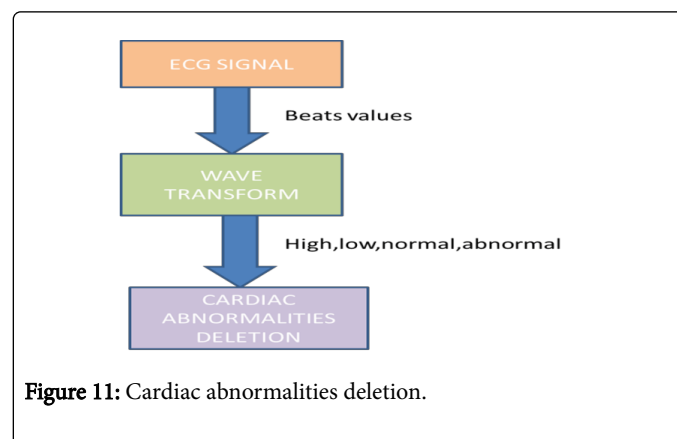 ECG SIGNAL
Beats values
WAVE
TRANSFORM
High,low,normal,abnormal
CARDIAC
ABNORMALITIES
DELETION
Figure 11: Cardiac abnormalities deletion.